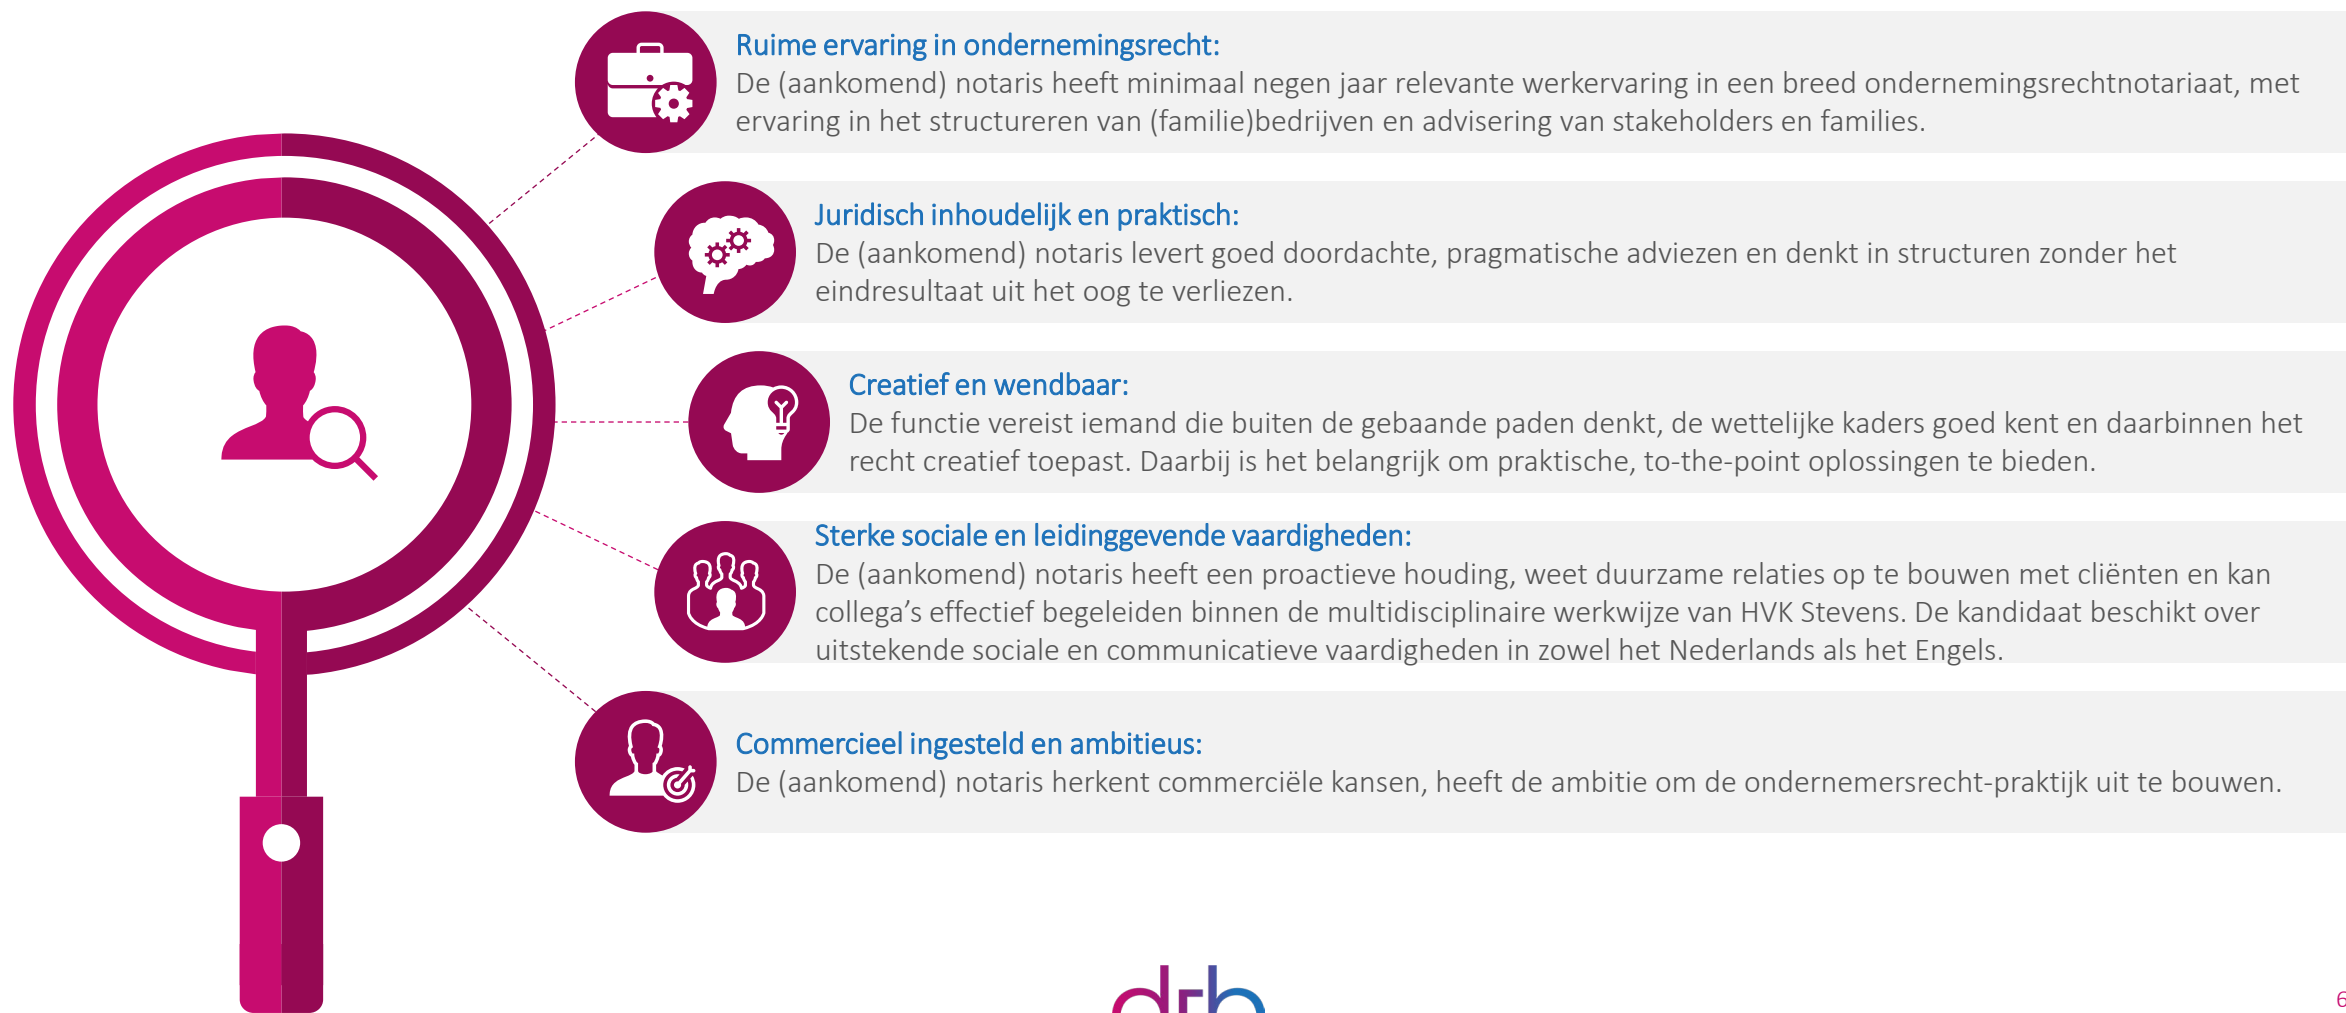 Ruime ervaring in ondernemingsrecht:
De (aankomend) notaris heeft minimaal negen jaar relevante werkervaring in een breed ondernemingsrechtnotariaat, met
ervaring in het structureren van (familie)bedrijven en advisering van stakeholders en families.
Juridisch inhoudelijk en praktisch:
De (aankomend) notaris levert goed doordachte, pragmatische adviezen en denkt in structuren zonder het
eindresultaat uit het oog te verliezen.
Creatief en wendbaar:
De functie vereist iemand die buiten de gebaande paden denkt, de wettelijke kaders goed kent en daarbinnen het
recht creatief toepast. Daarbij is het belangrijk om praktische, to-the-point oplossingen te bieden.
Sterke sociale en leidinggevende vaardigheden:
De (aankomend) notaris heeft een proactieve houding, weet duurzame relaties op te bouwen met cliënten en kan
collega’s effectief begeleiden binnen de multidisciplinaire werkwijze van HVK Stevens. De kandidaat beschikt over
uitstekende sociale en communicatieve vaardigheden in zowel het Nederlands als het Engels.
Commercieel ingesteld en ambitieus:
De (aankomend) notaris herkent commerciële kansen, heeft de ambitie om de ondernemersrecht-praktijk uit te bouwen.
drb
6